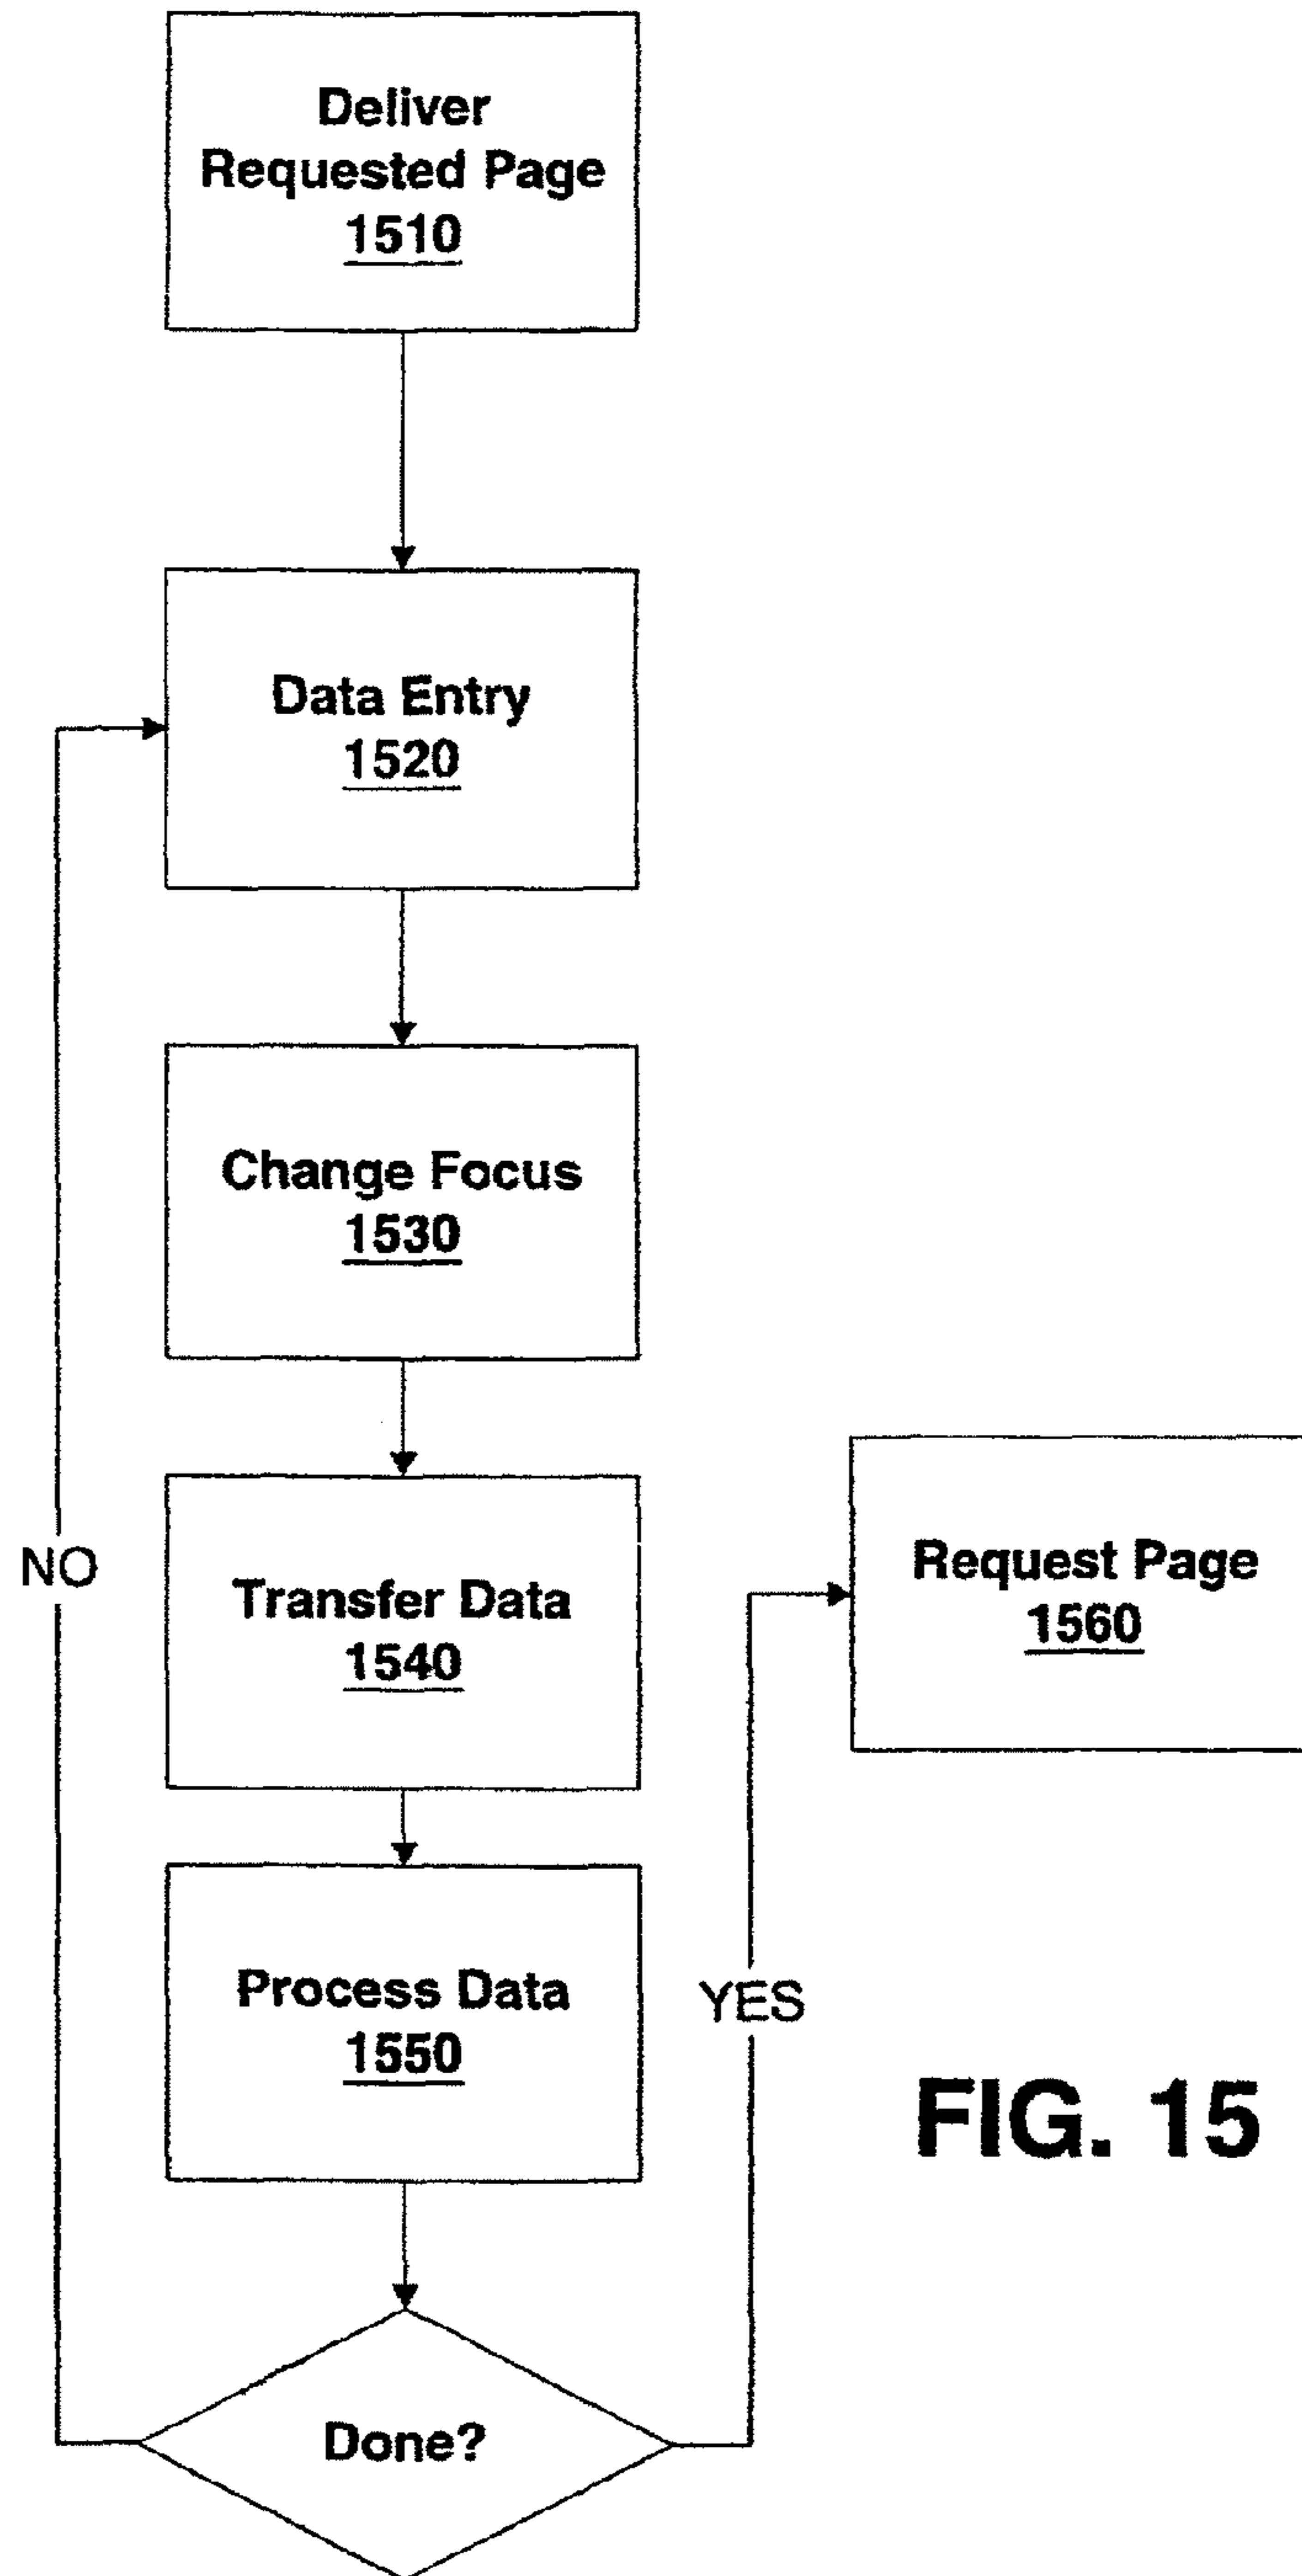 Deliver
Requested Page
1510
Data Entry
1520
Change Focus
1530
NO
Transfer Data
1540
Request Page
1560
Process Data
1550
YES
FIG. 15
Done?